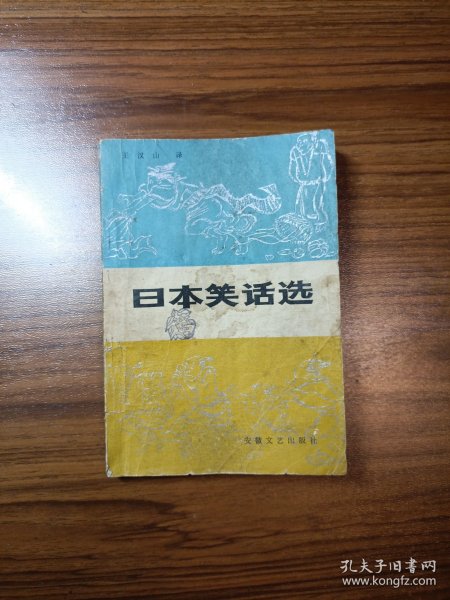 王汉山 译
日本笑话选
安徽文艺出版社
孔夫子旧书网
www.kongfz.com